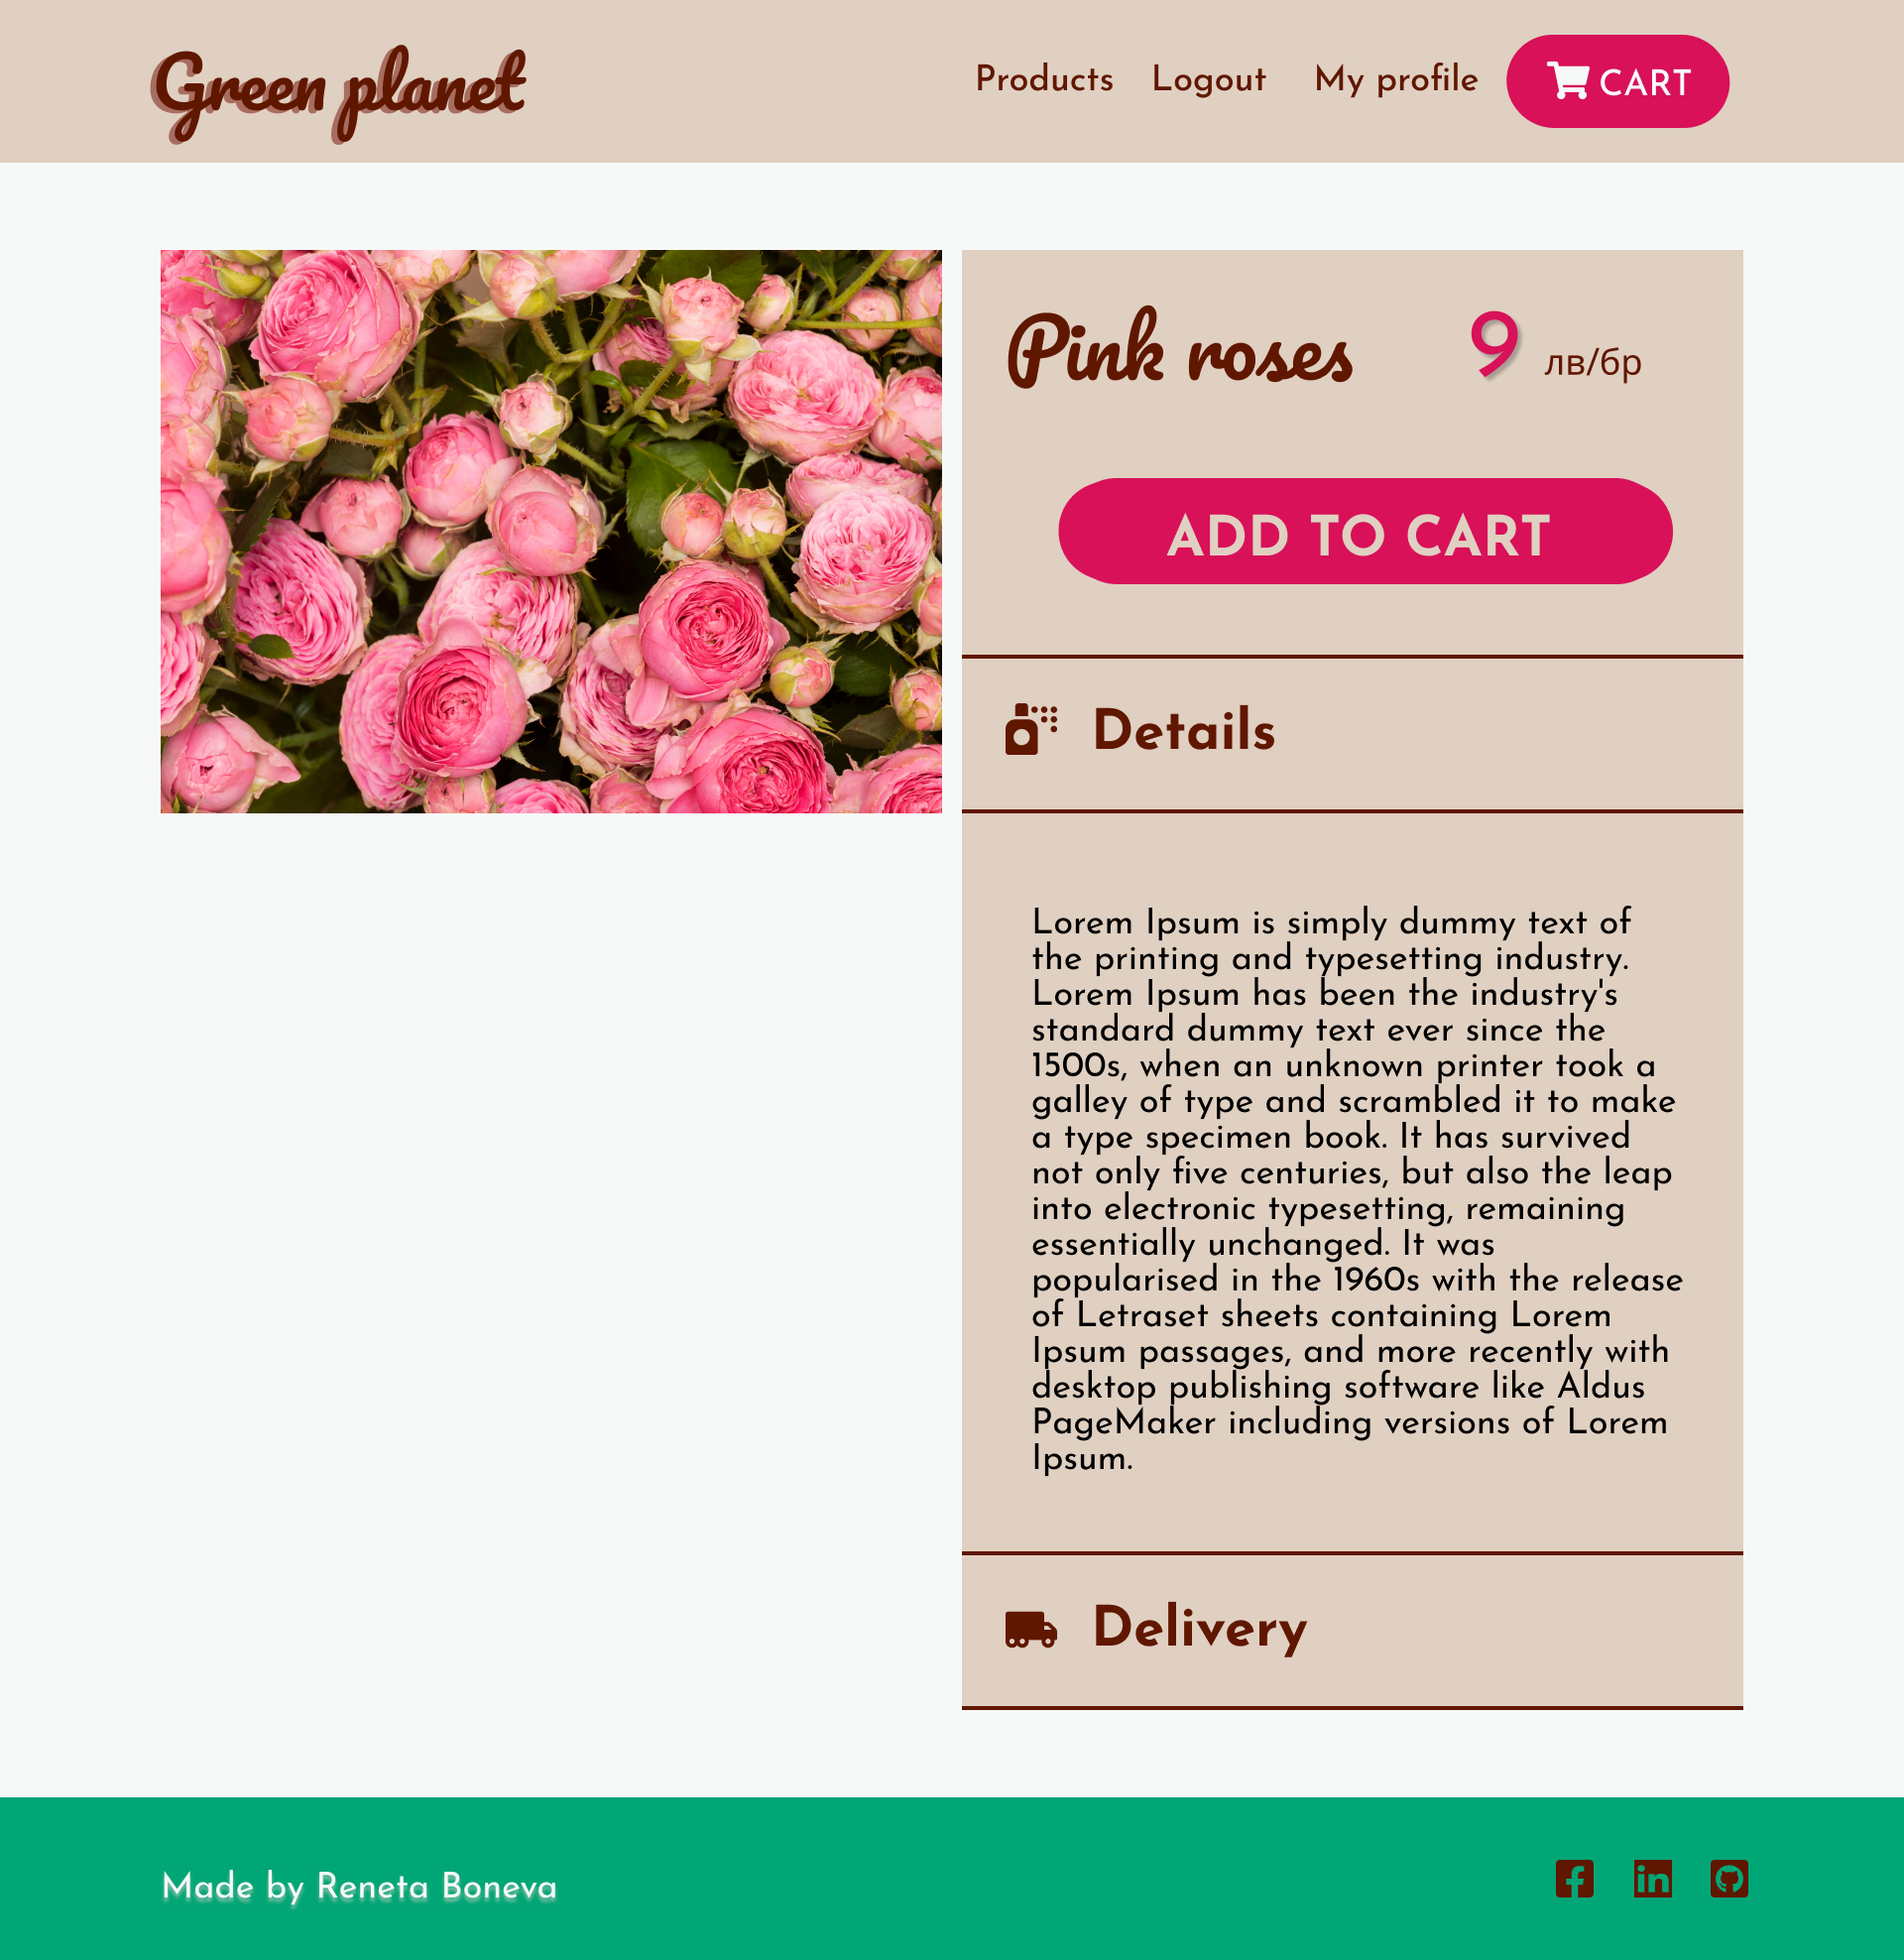 Green planet
Products Logout My profile CART
Pink roses 9 лв/бр
ADD TO CART
Details
Lorem Ipsum is simply dummy text of
the printing and typesetting industry.
Lorem Ipsum has been the industry's
standard dummy text ever since the
1500s, when an unknown printer took a
galley of type and scrambled it to make
a type specimen book. It has survived
not only five centuries, but also the leap
into electronic typesetting, remaining
essentially unchanged. It was
popularised in the 1960s with the release
of Letraset sheets containing Lorem
Ipsum passages, and more recently with
desktop publishing software like Aldus
PageMaker including versions of Lorem
Ipsum.
Delivery
Made by Reneta Boneva